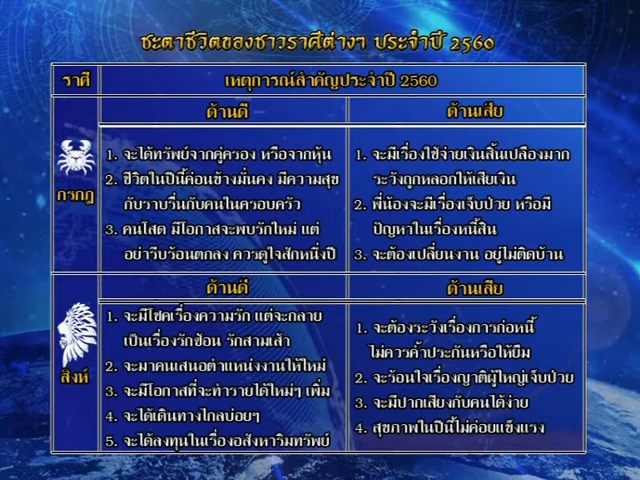 ชะตาชีวิตของชาวราศีต่างๆ ประจำปี 2560
ราศี
เหตุการณ์สำคัญประจำปี 2560
ด้านดี
ด้านเสีย
กรกฎ
1. จะได้ทรัพย์จากคู่ครอง หรือจากหุ้น
2. ชีวิตในปีนี้ค่อนข้างมั่นคง มีความสุข
กับราบรื่นกับคนในครอบครัว
3. คนโสด มีโอกาสจะพบรักใหม่ แต่
อย่ารีบร้อนตกลง ควรดูใจสักหนึ่งปี
1. จะมีเรื่องใช้จ่ายเงินสิ้นเปลืองมาก
ระวังถูกหลอกให้เสียเงิน
2. พี่น้องจะมีเรื่องเจ็บป่วย หรือมี
ปัญหาในเรื่องหนี้สิน
3. จะต้องเปลี่ยนงาน อยู่ไม่ติดบ้าน
ด้านดี
ด้านเสีย
สิงห์
1. จะมีโชคเรื่องความรัก แต่จะกลาย
เป็นเรื่องรักซ้อน รักสามเส้า
2. จะมาคนเสนอตำแหน่งงานให้ใหม่
3. จะมีโอกาสที่จะทำรายได้ใหม่ๆ เพิ่ม
4. จะได้เดินทางไกลบ่อยๆ
5. จะได้ลงทุนในเรื่องอสังหาริมทรัพย์
1. จะต้องระวังเรื่องการก่อหนี้
ไม่ควรค้ำประกันหรือให้ยืม
2. จะร้อนใจเรื่องญาติผู้ใหญ่เจ็บป่วย
3. จะมีปากเสียงกับคนได้ง่าย
4. สุขภาพในปีนี้ไม่ค่อยแข็งแรง